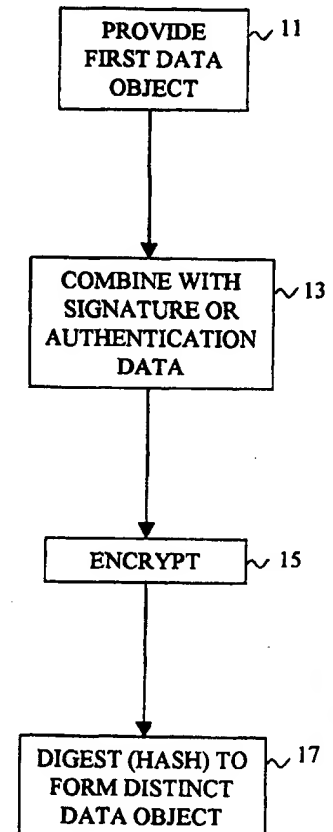 PROVIDE
FIRST DATA
OBJECT
11
COMBINE WITH
SIGNATURE OR
AUTHENTICATION
DATA
13
ENCRYPT
15
DIGEST (HASH) TO
FORM DISTINCT
DATA OBJECT
17